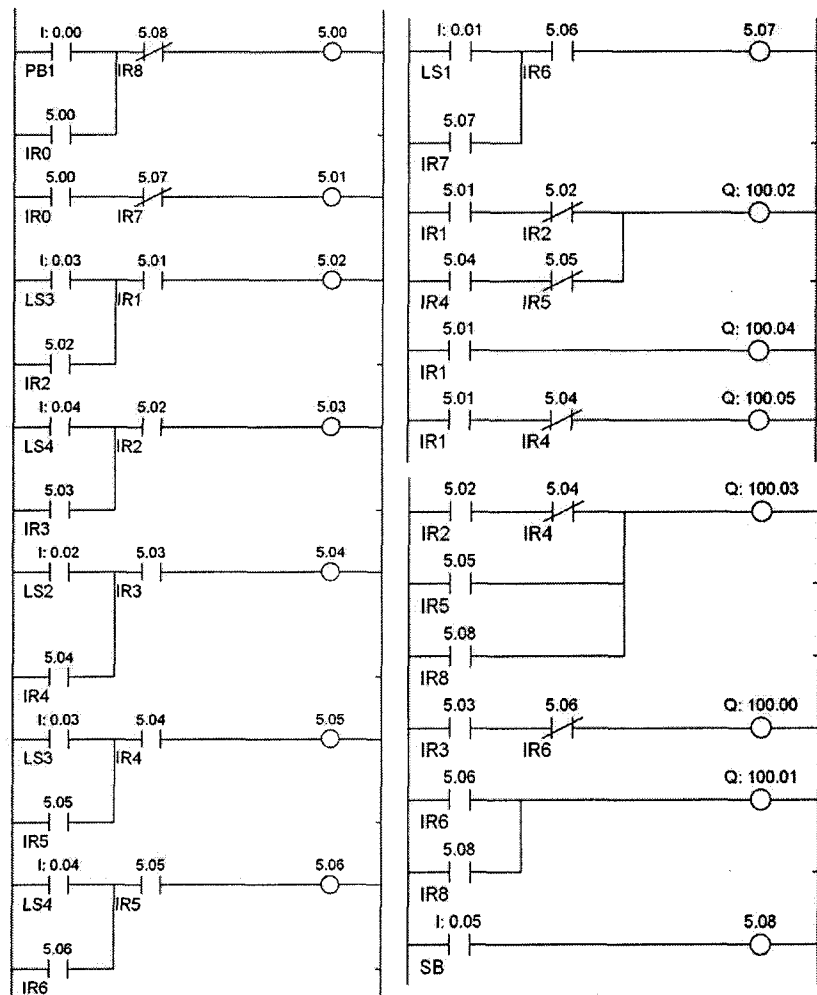 I: 0.00 5.08 5.00
PB1 IR8
5.00
IR0
5.00 5.07 5.01
IR0 IR7
I: 0.03 5.01 5.02
LS3 IR1
5.02
IR2
I: 0.04 5.02 5.03
LS4 IR2
5.03
IR3
I: 0.02 5.03 5.04
LS2 IR3
5.04
IR4
I: 0.03 5.04 5.05
LS3 IR4
5.05
IR5
I: 0.04 5.05 5.06
LS4 IR5
5.06
IR6
I: 0.01 5.06 5.07
LS1 IR6
5.07
IR7
5.01 5.02 Q: 100.02
IR1 IR2
5.04 5.05
IR4 IR5
5.01 Q: 100.04
IR1
5.01 5.04 Q: 100.05
IR1 IR4
5.02 5.04 Q: 100.03
IR2 IR4
5.05
IR5
5.08
IR8
5.03 5.06 Q: 100.00
IR3 IR6
5.06 Q: 100.01
IR6
5.08
IR8
I: 0.05 5.08
SB